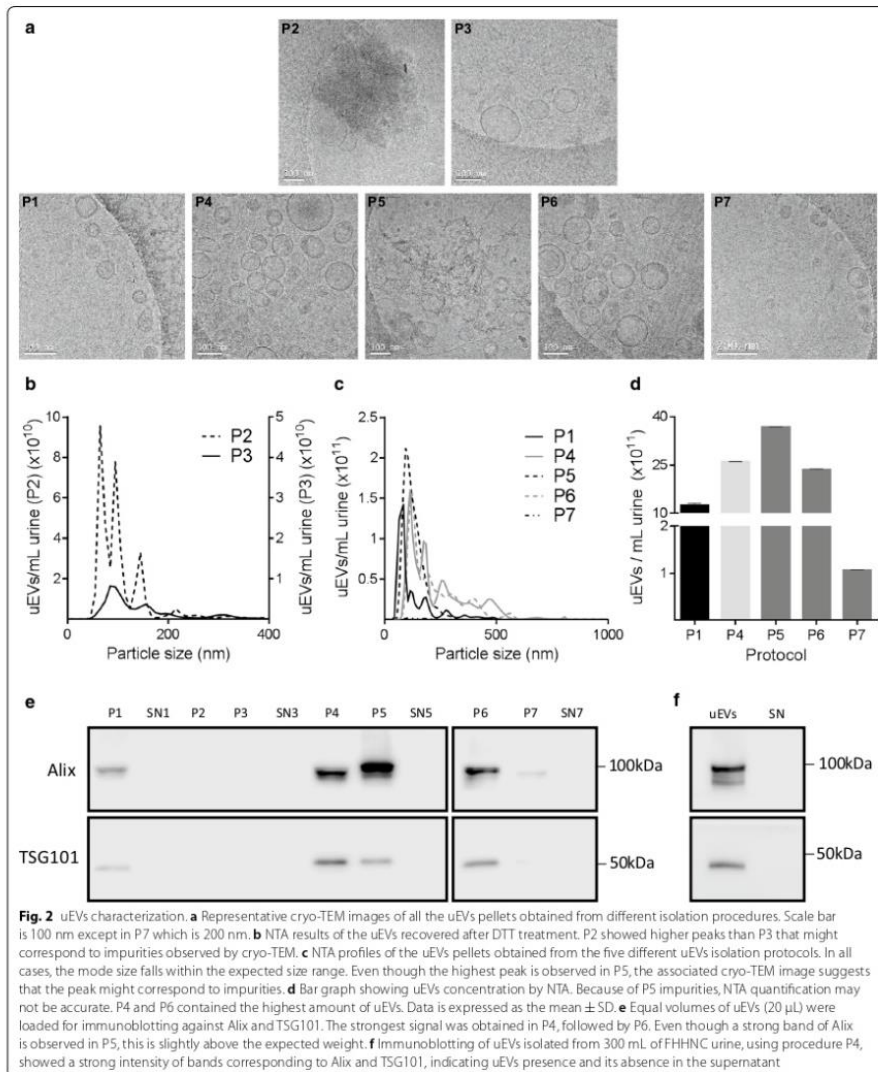 a
P2
P3
P1
P4
P5
P6
P7
100 nm
100 nm
100 nm
100 nm
200 nm
b
c
d
uEVs/mL urine (P2) (x10¹⁰)
10
8
6
4
2
0
200
400
Particle size (nm)
P2
P3
5
4
3
2
1
uEVs/mL urine (P3) (x10¹⁰)
uEVs/mL urine (x10¹¹)
2.5
2
1.5
1
0.5
0
500
1000
Particle size (nm)
P1
P4
P5
P6
P7
uEVs / mL urine (x10¹¹)
40
25
10
2
1
P1 P4 P5 P6 P7
Protocol
e
P1 SN1 P2 P3 SN3 P4 P5 SN5 P6 P7 SN7
Alix
100kDa
TSG101
50kDa
f
uEVs SN
100kDa
50kDa
Fig. 2 uEVs characterization. a Representative cryo-TEM images of all the uEVs pellets obtained from different isolation procedures. Scale bar
is 100 nm except in P7 which is 200 nm. b NTA results of the uEVs recovered after DTT treatment. P2 showed higher peaks than P3 that might
correspond to impurities observed by cryo-TEM. c NTA profiles of the uEVs pellets obtained from the five different uEVs isolation protocols. In all
cases, the mode size falls within the expected size range. Even though the highest peak is observed in P5, the associated cryo-TEM image suggests
that the peak might correspond to impurities. d Bar graph showing uEVs concentration by NTA. Because of P5 impurities, NTA quantification may
not be accurate. P4 and P6 contained the highest amount of uEVs. Data is expressed as the mean ± SD. e Equal volumes of uEVs (20 μL) were
loaded for immunoblotting against Alix and TSG101. The strongest signal was obtained in P4, followed by P6. Even though a strong band of Alix
is observed in P5, this is slightly above the expected weight. f Immunoblotting of uEVs isolated from 300 mL of FHHNC urine, using procedure P4,
showed a strong intensity of bands corresponding to Alix and TSG101, indicating uEVs presence and its absence in the supernatant